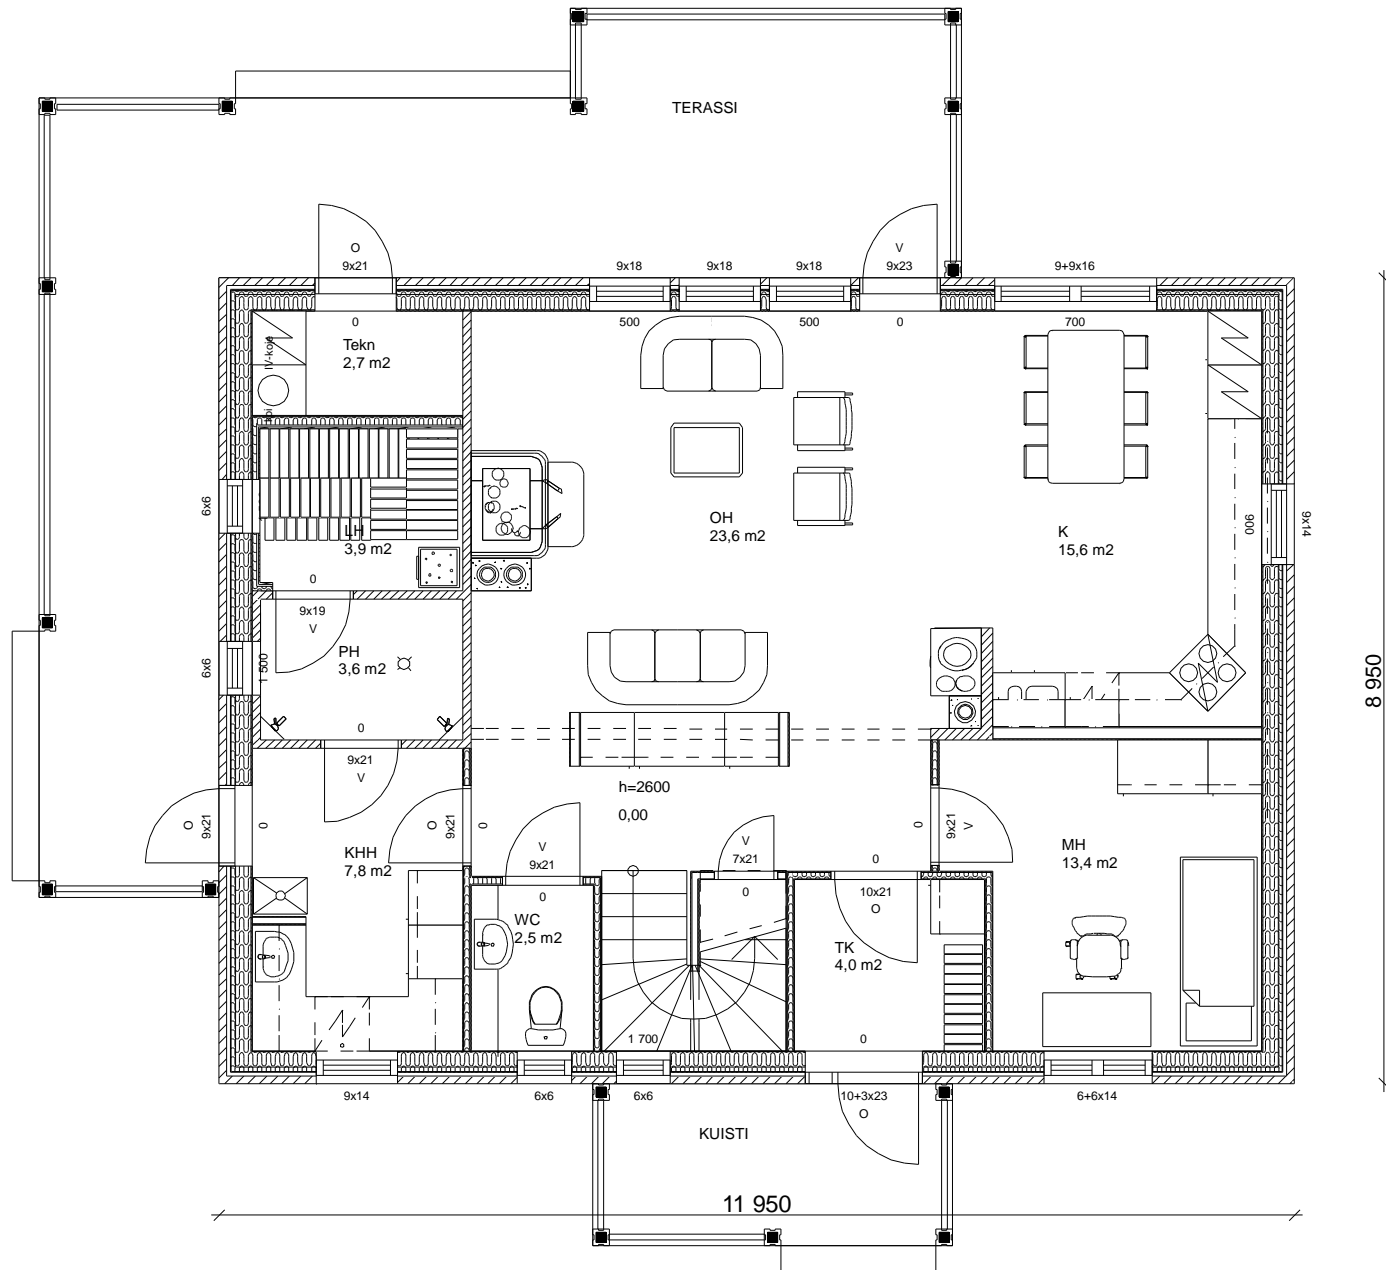 TERASSI
O
9x21
9x18
9x18
9x18
V
9x23
9+9x16
0
500
500
0
700
Tekn
2,7 m2
IV-koje
LH
3,9 m2
6x6
OH
23,6 m2
K
15,6 m2
900
9x14
0
9x19
V
PH
3,6 m2
6x6
1 500
0
9x21
V
8 950
h=2600
0,00
O
9x21
0
KHH
7,8 m2
O
9x21
0
V
9x21
0
V
7x21
0
0
0
9x21
V
MH
13,4 m2
WC
2,5 m2
10x21
O
TK
4,0 m2
1 700
0
9x14
6x6
6x6
10+3x23
O
6+6x14
KUISTI
11 950